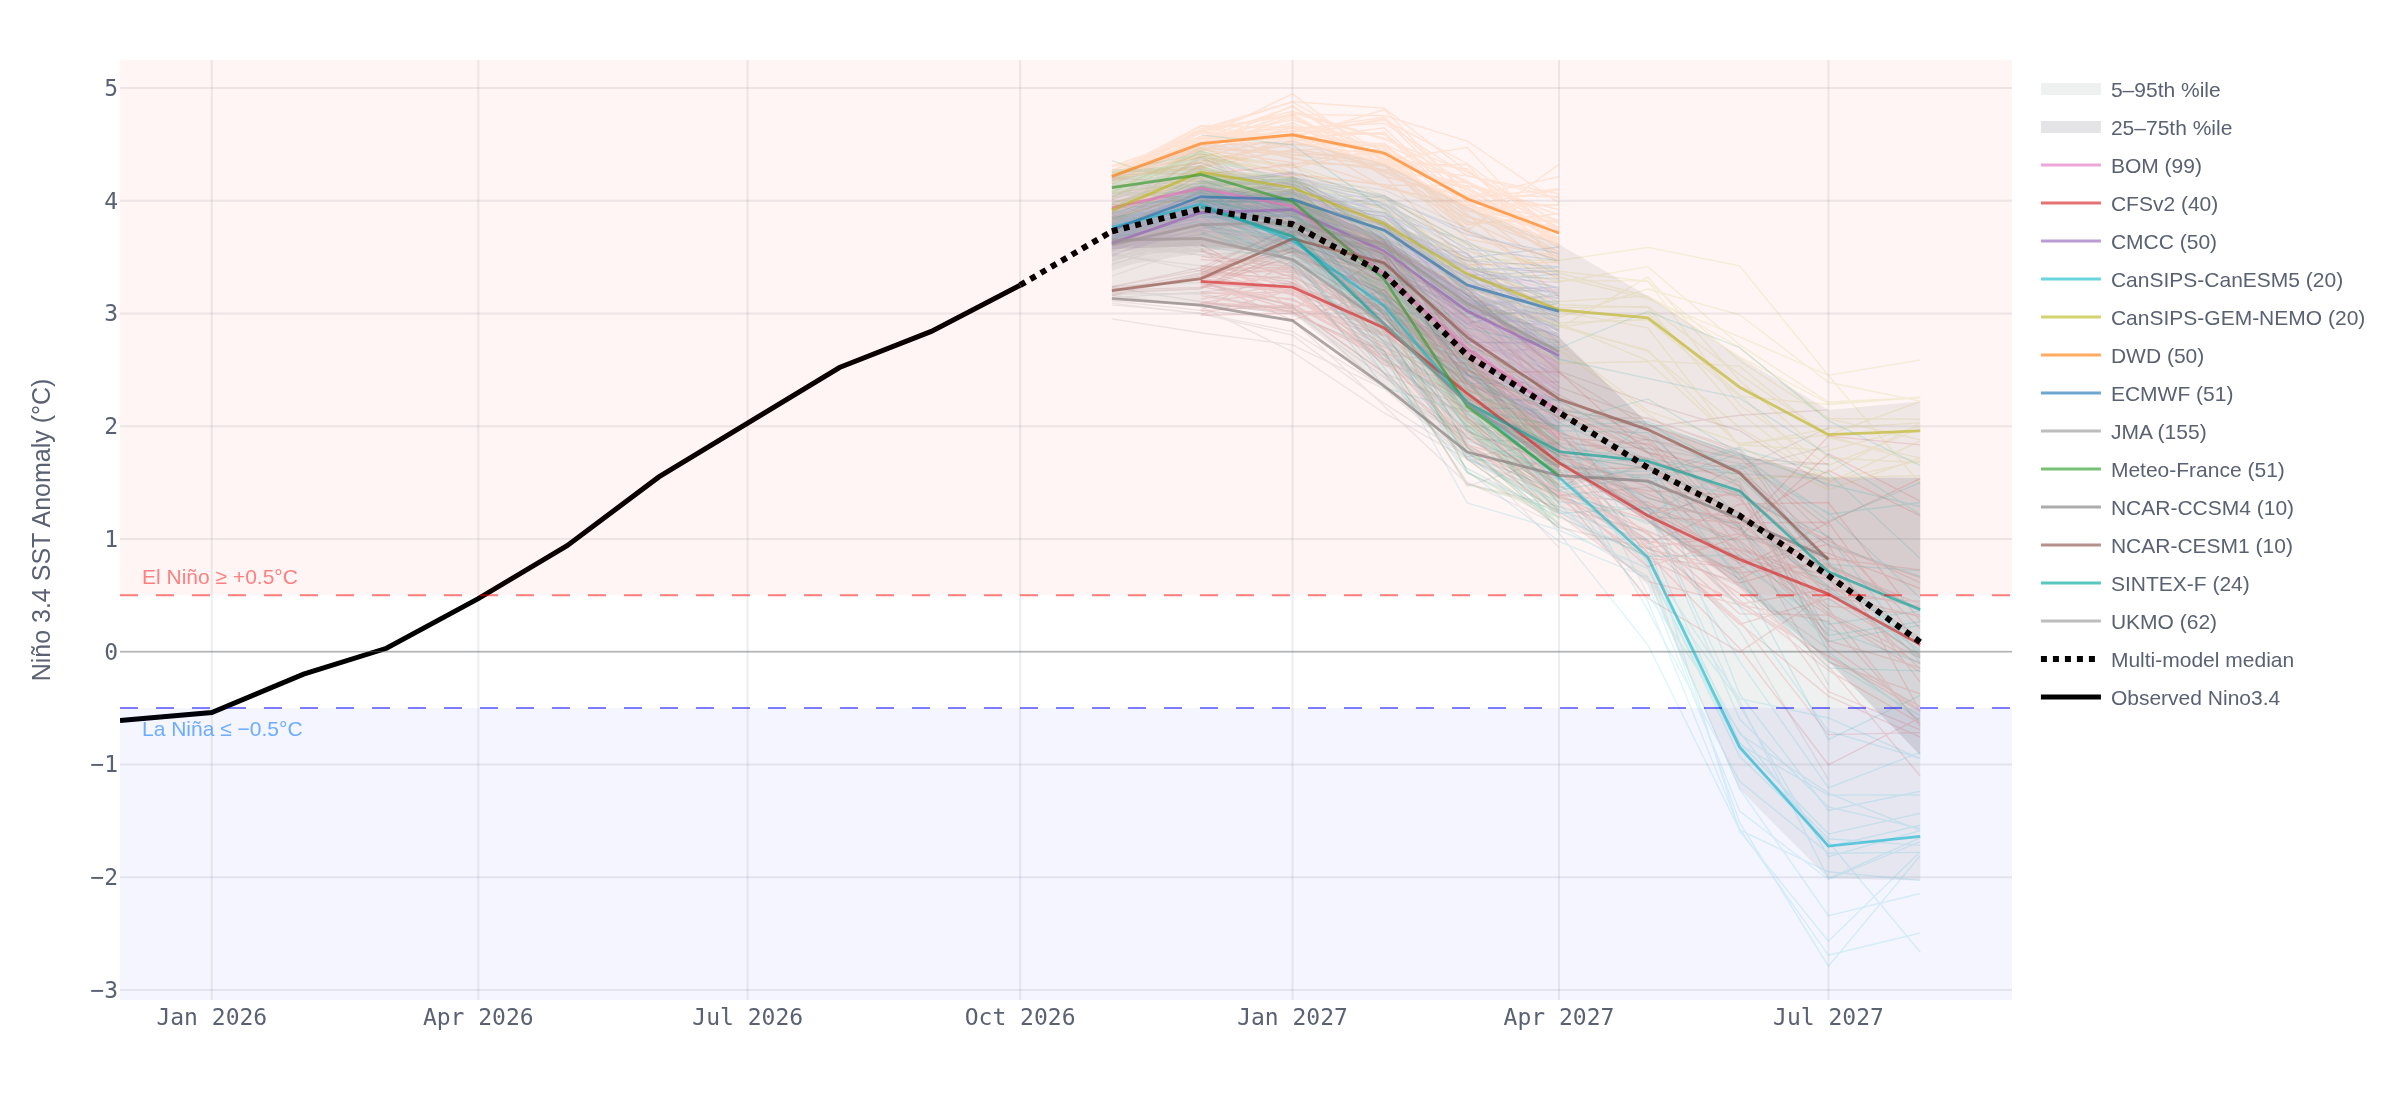 Niño 3.4 SST Anomaly (°C)
5
4
3
2
1
0
−1
−2
−3
El Niño ≥ +0.5°C
La Niña ≤ −0.5°C
Jan 2026
Apr 2026
Jul 2026
Oct 2026
Jan 2027
Apr 2027
Jul 2027
5–95th %ile
25–75th %ile
BOM (99)
CFSv2 (40)
CMCC (50)
CanSIPS-CanESM5 (20)
CanSIPS-GEM-NEMO (20)
DWD (50)
ECMWF (51)
JMA (155)
Meteo-France (51)
NCAR-CCSM4 (10)
NCAR-CESM1 (10)
SINTEX-F (24)
UKMO (62)
Multi-model median
Observed Nino3.4